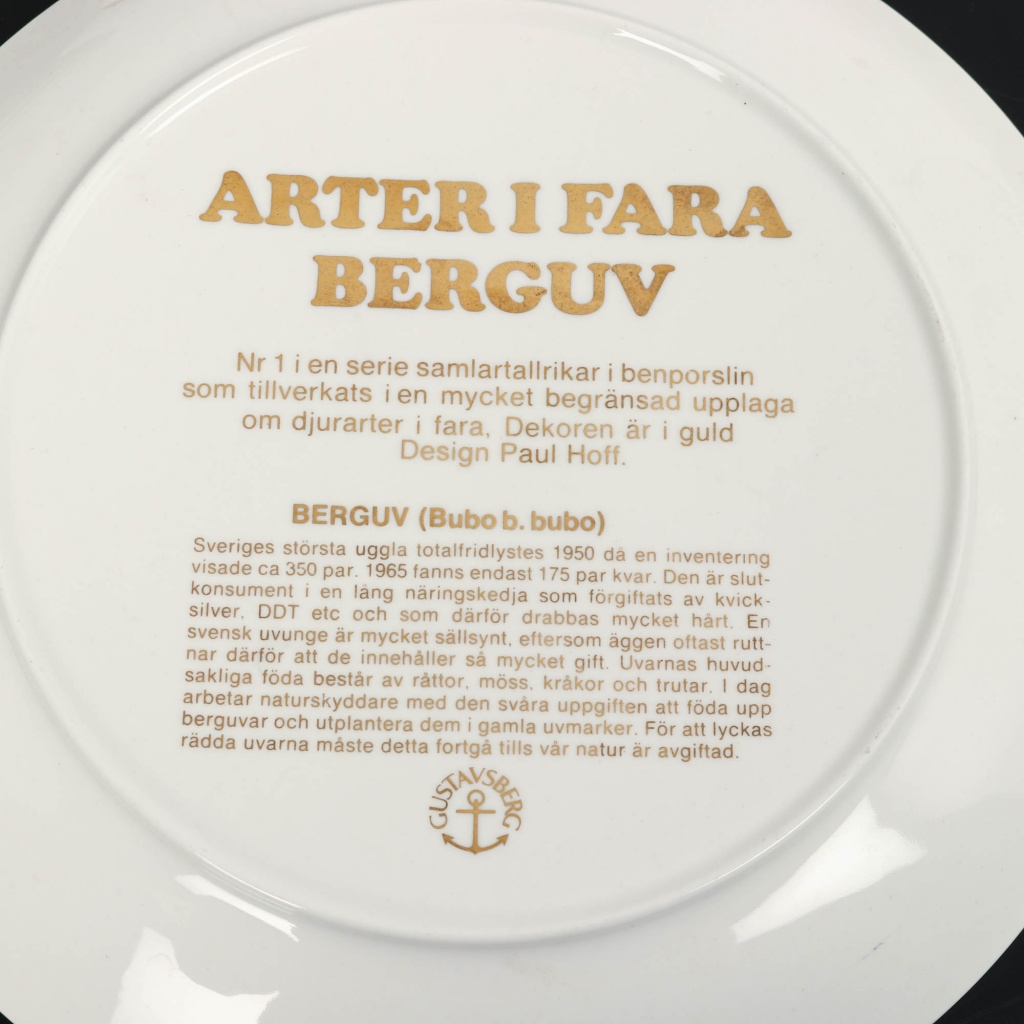 ARTER I FARA
BERGUV
Nr 1 i en serie samlartallrikar i benporslin
som tillverkats i en mycket begränsad upplaga
om djurarter i fara, Dekoren är i guld
Design Paul Hoff.
BERGUV (Bubo b. bubo)
Sveriges största uggla totalfridlystes 1950 då en inventering
visade ca 350 par. 1965 fanns endast 175 par kvar. Den är slut-
konsument i en lång näringskedja som förgiftats av kvick-
silver, DDT etc och som därför drabbas mycket hårt. En
svensk uvunge är mycket sällsynt, eftersom äggen oftast rutt-
nar därför att de innehåller så mycket gift. Uvarnas huvud-
sakliga föda består av råttor, möss, kråkor och trutar. I dag
arbetar naturskyddare med den svåra uppgiften att föda upp
berguvar och utplantera dem i gamla uvmarker. För att lyckas
rädda uvarna måste detta fortgå tills vår natur är avgiftad.
GUSTAVSBERG